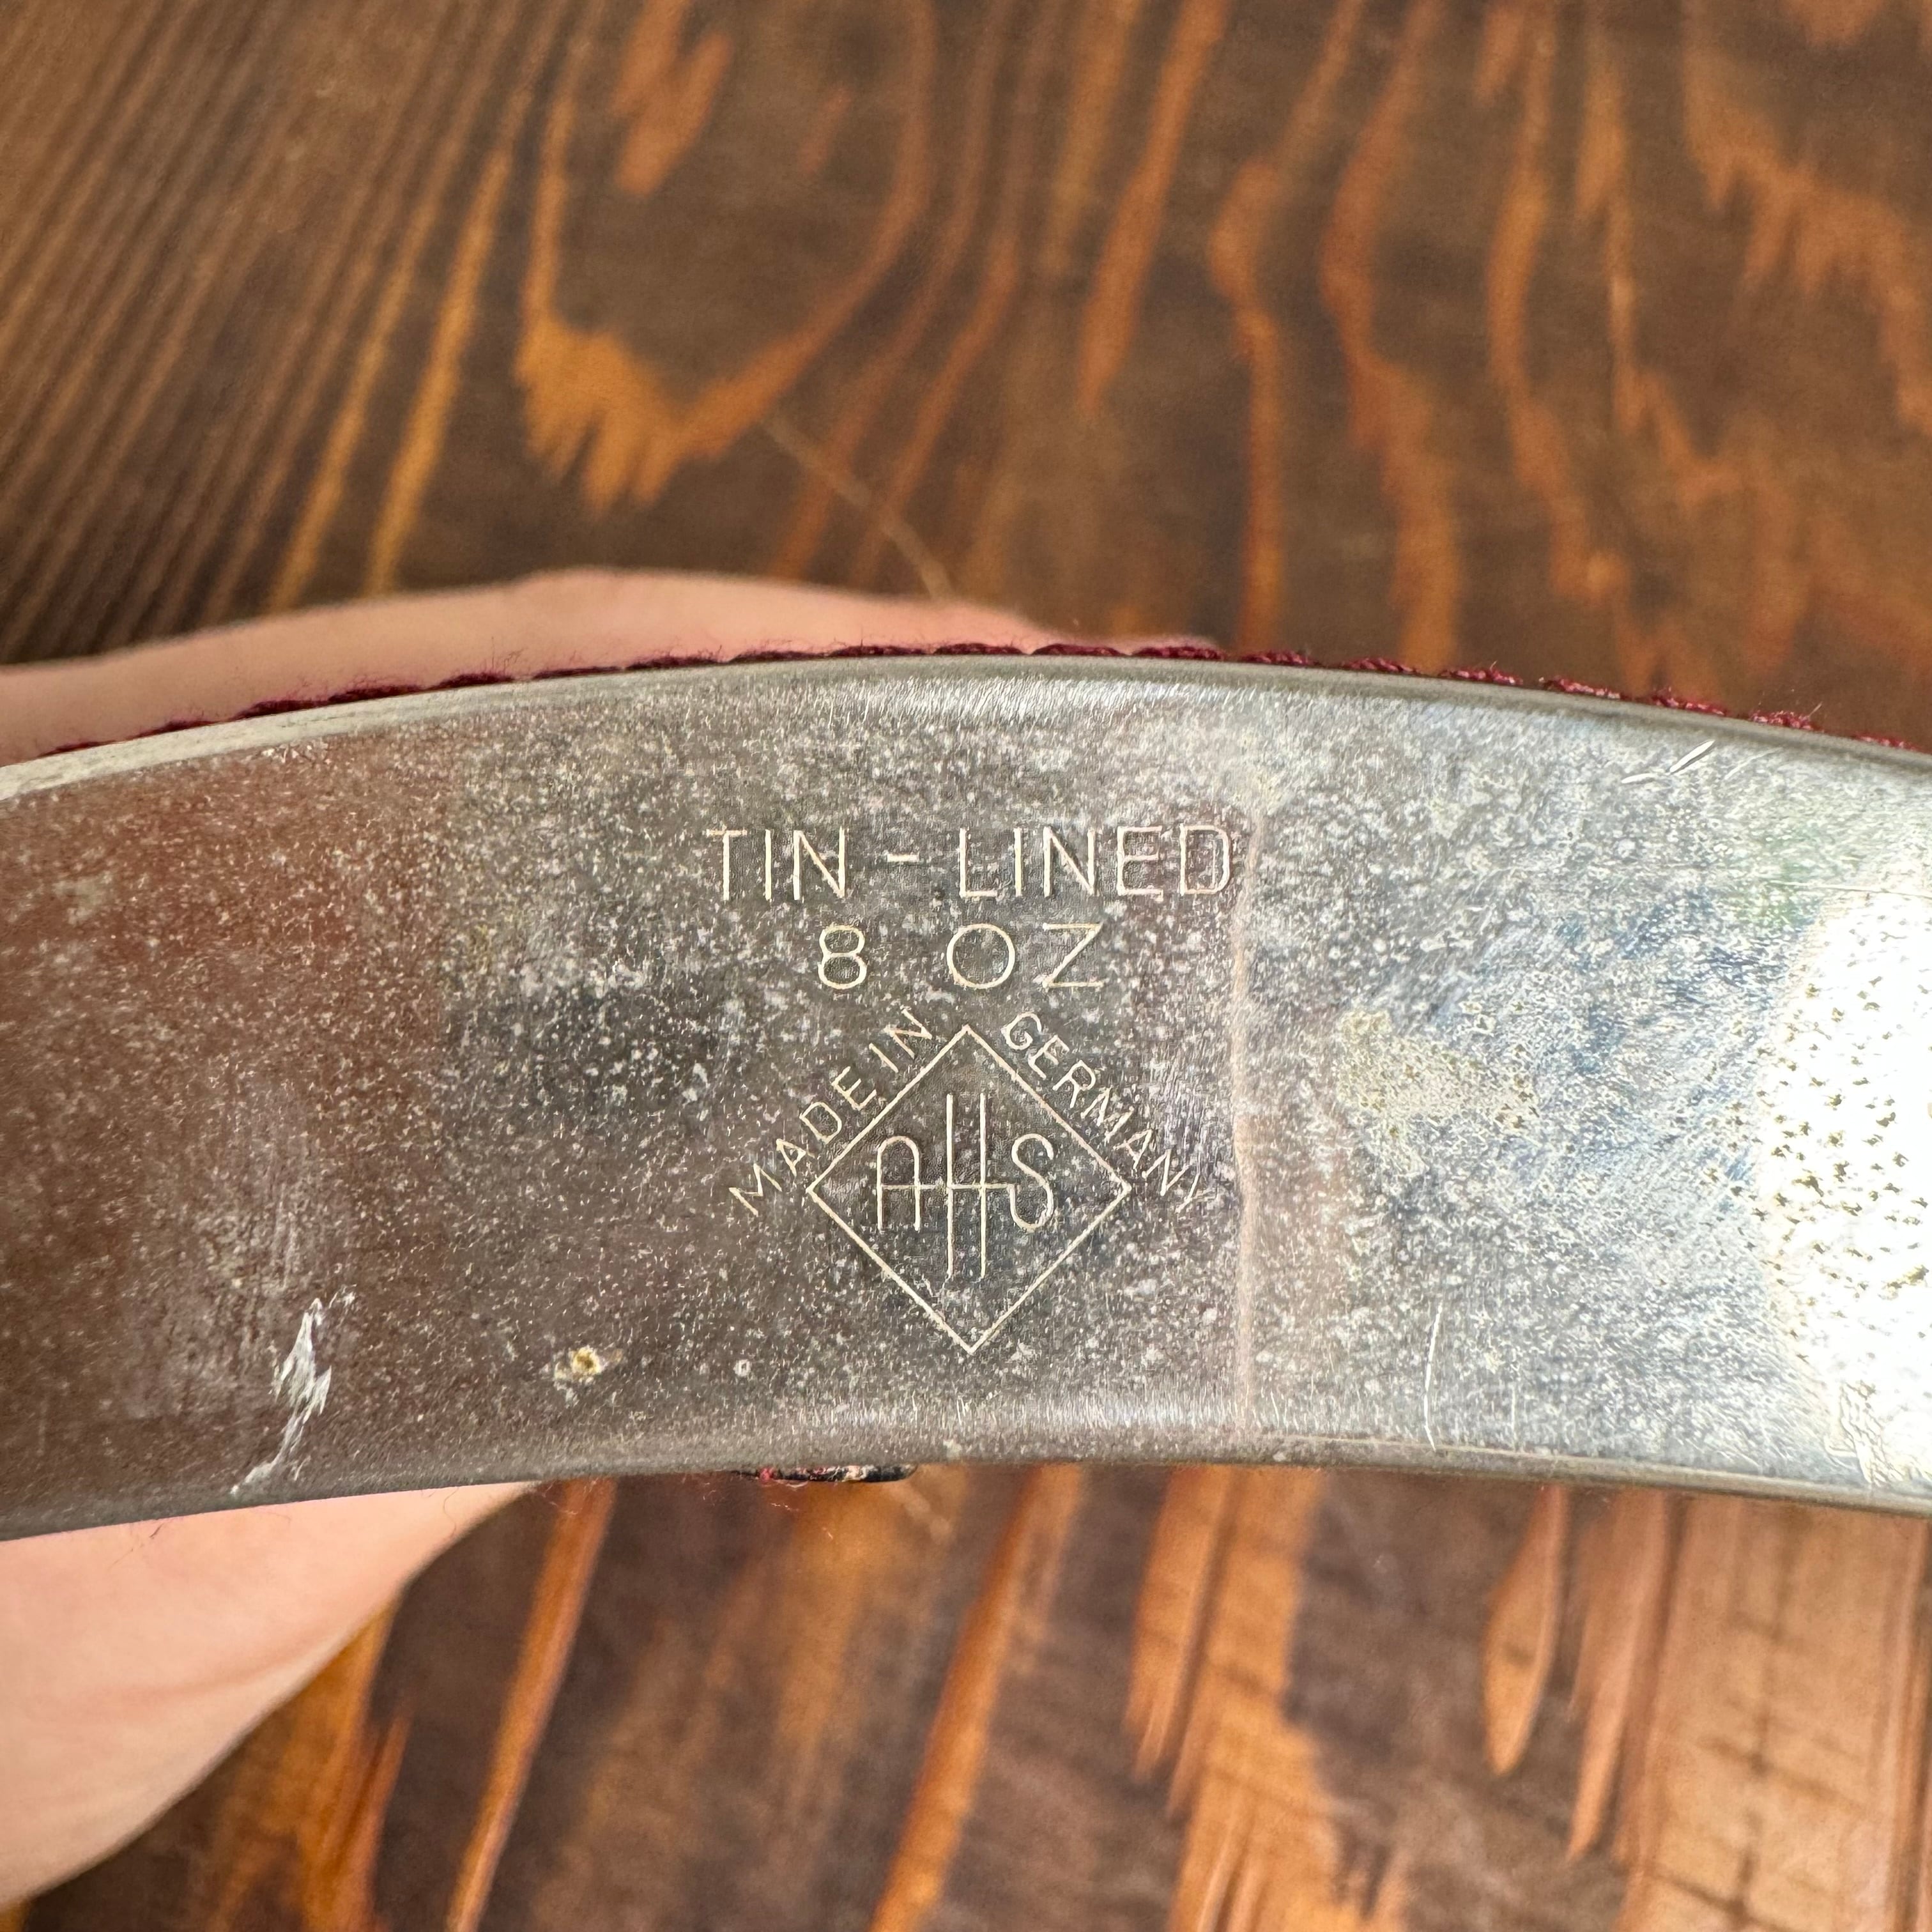 TIN - LINED
8 OZ
MADE IN GERMANY
AHS